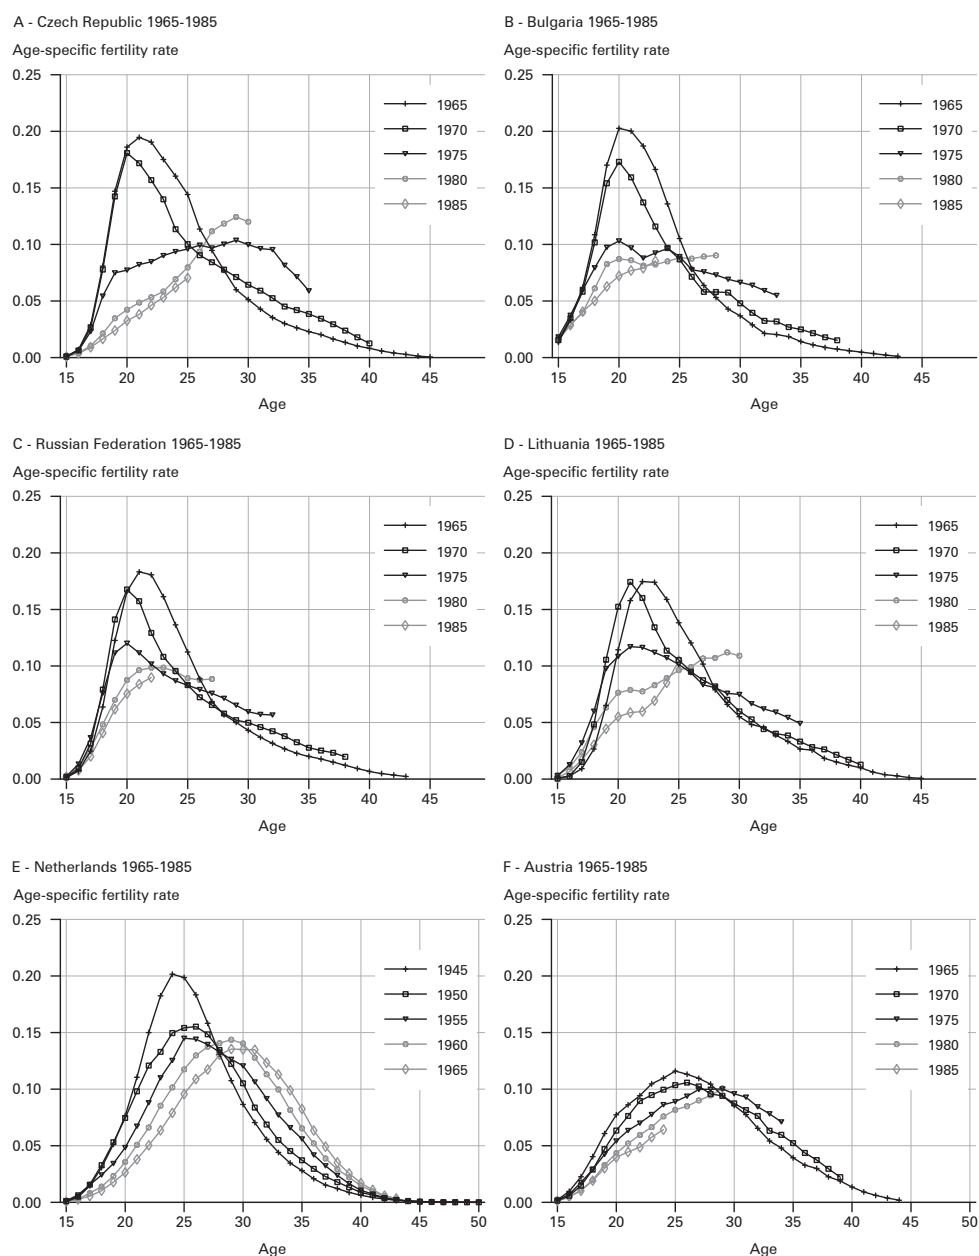 A - Czech Republic 1965-1985
Age-specific fertility rate
0.25
0.20
0.15
0.10
0.05
0.00
15 20 25 30 35 40 45
Age
1965
1970
1975
1980
1985
B - Bulgaria 1965-1985
Age-specific fertility rate
0.25
0.20
0.15
0.10
0.05
0.00
15 20 25 30 35 40 45
Age
1965
1970
1975
1980
1985
C - Russian Federation 1965-1985
Age-specific fertility rate
0.25
0.20
0.15
0.10
0.05
0.00
15 20 25 30 35 40 45
Age
1965
1970
1975
1980
1985
D - Lithuania 1965-1985
Age-specific fertility rate
0.25
0.20
0.15
0.10
0.05
0.00
15 20 25 30 35 40 45
Age
1965
1970
1975
1980
1985
E - Netherlands 1965-1985
Age-specific fertility rate
0.25
0.20
0.15
0.10
0.05
0.00
15 20 25 30 35 40 45 50
Age
1945
1950
1955
1960
1965
F - Austria 1965-1985
Age-specific fertility rate
0.25
0.20
0.15
0.10
0.05
0.00
15 20 25 30 35 40 45 50
Age
1965
1970
1975
1980
1985